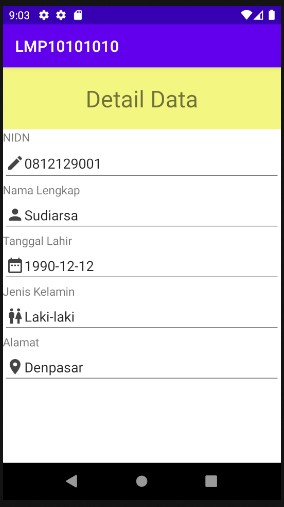 9:03
LMP10101010
Detail Data
NIDN
0812129001
Nama Lengkap
Sudiarsa
Tanggal Lahir
1990-12-12
Jenis Kelamin
Laki-laki
Alamat
Denpasar